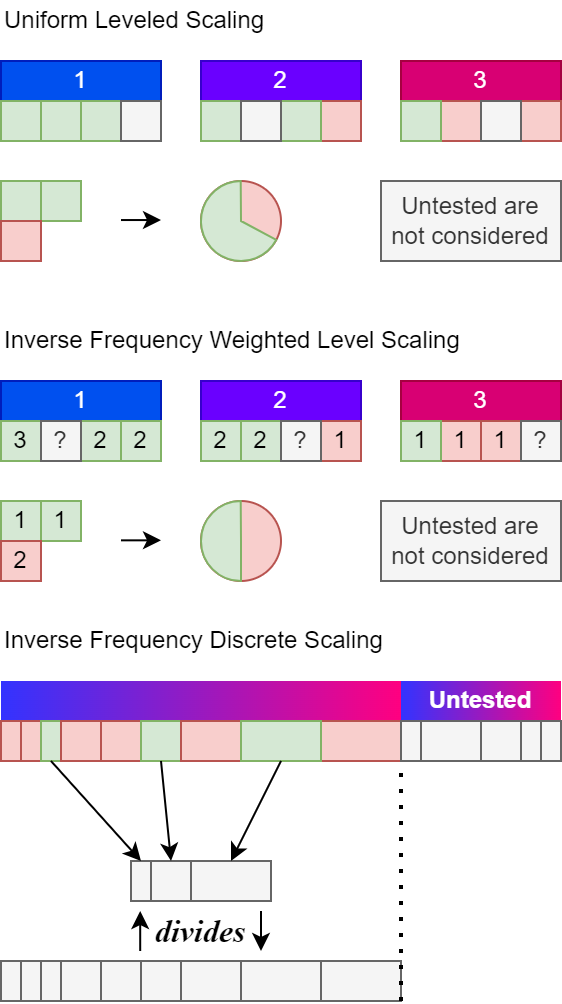 Uniform Leveled Scaling
1 2 3
Untested are
not considered
Inverse Frequency Weighted Level Scaling
1 2 3
3 ? 2 2 2 2 ? 1 1 1 1 ?
1 1
2
Untested are
not considered
Inverse Frequency Discrete Scaling
Untested
divides